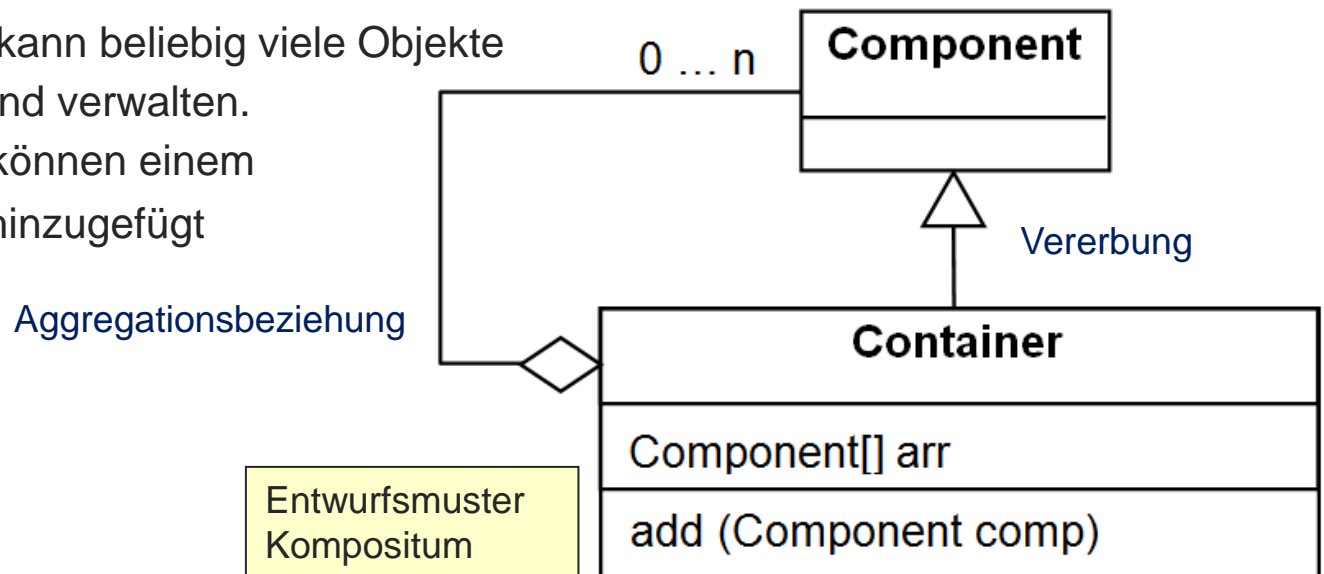 kann beliebig viele Objekte
nd verwalten.
können einem
hinzugefügt
0 ... n
Component
Vererbung
Aggregationsbeziehung
Container
Component[] arr
add (Component comp)
Entwurfsmuster
Kompositum